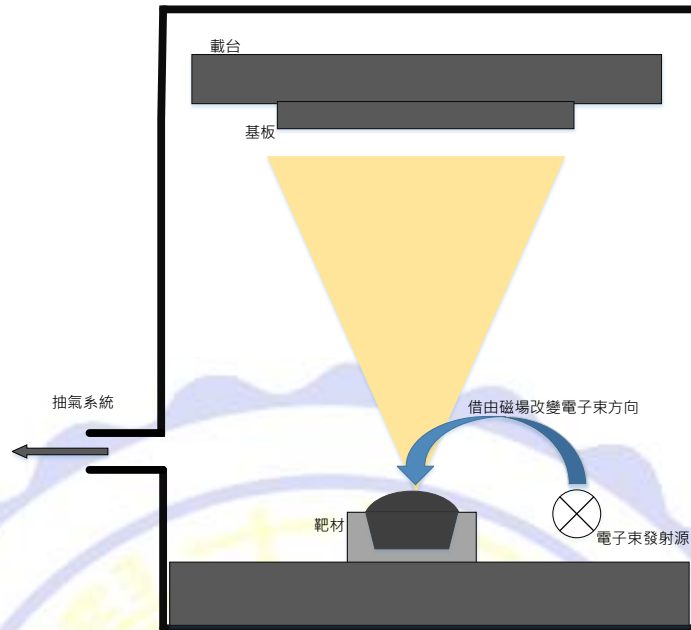 載台
基板
抽氣系統
借由磁場改變電子束方向
靶材
電子束發射源